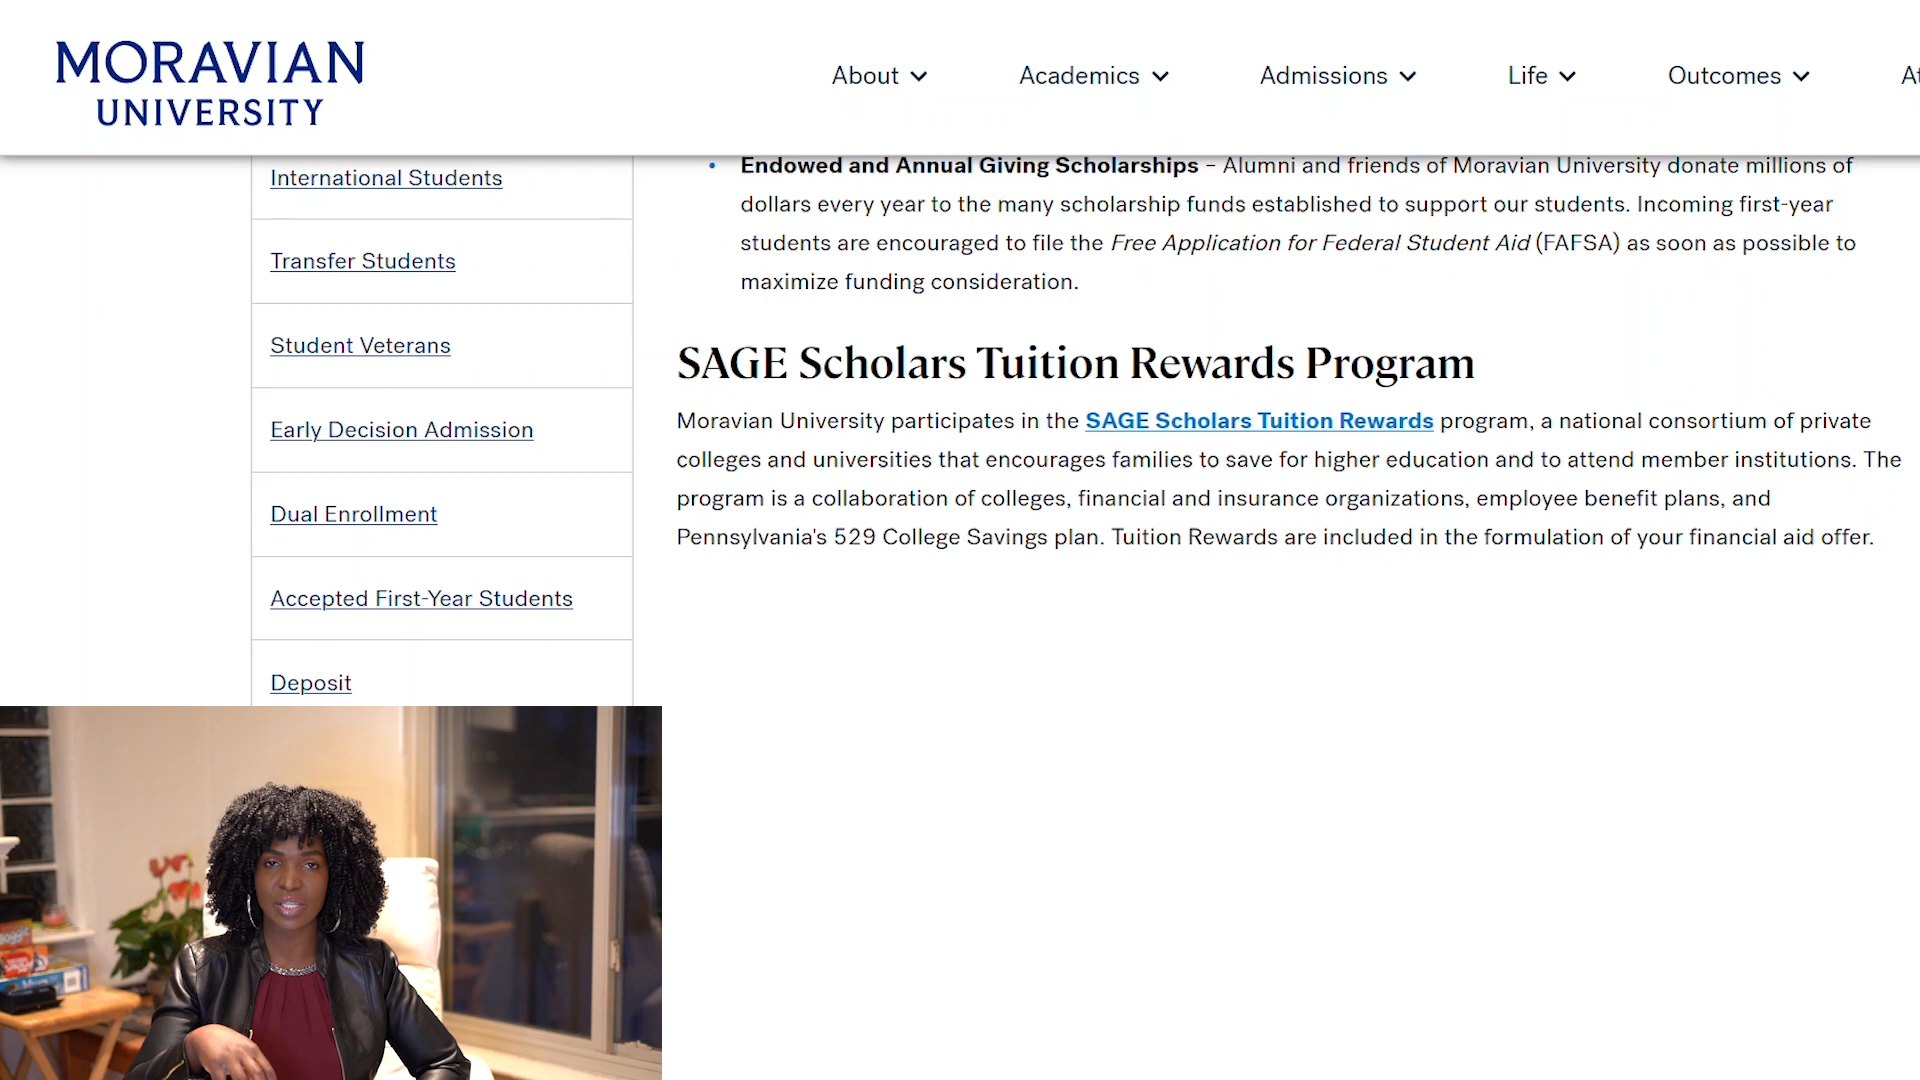 MORAVIAN
UNIVERSITY
About
Academics
Admissions
Life
Outcomes
At
International Students
Transfer Students
Student Veterans
Early Decision Admission
Dual Enrollment
Accepted First-Year Students
Deposit
• Endowed and Annual Giving Scholarships – Alumni and friends of Moravian University donate millions of
dollars every year to the many scholarship funds established to support our students. Incoming first-year
students are encouraged to file the Free Application for Federal Student Aid (FAFSA) as soon as possible to
maximize funding consideration.
SAGE Scholars Tuition Rewards Program
Moravian University participates in the SAGE Scholars Tuition Rewards program, a national consortium of private
colleges and universities that encourages families to save for higher education and to attend member institutions. The
program is a collaboration of colleges, financial and insurance organizations, employee benefit plans, and
Pennsylvania's 529 College Savings plan. Tuition Rewards are included in the formulation of your financial aid offer.